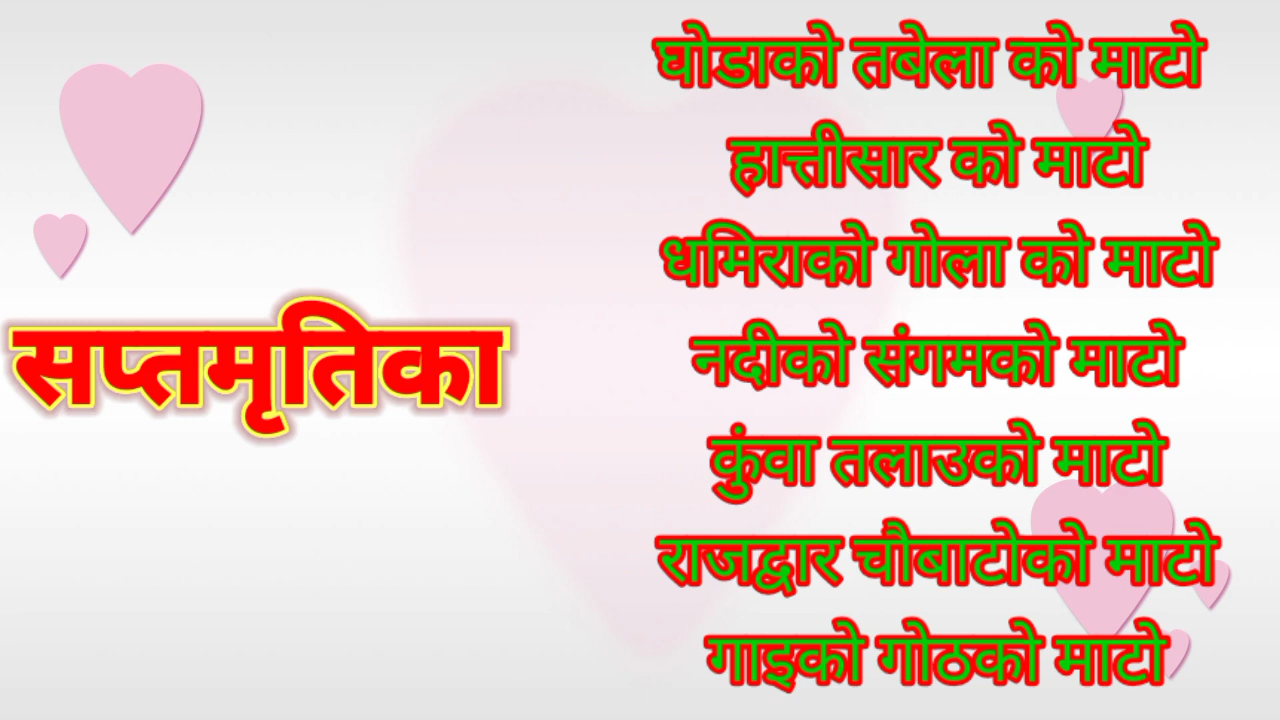 सप्तमृतिका
घोडाको तबेला को माटो
हात्तीसार को माटो
धमिराको गोला को माटो
नदीको संगमको माटो
कुंवा तलाउको माटो
राजद्वार चौबाटोको माटो
गाइको गोठको माटो